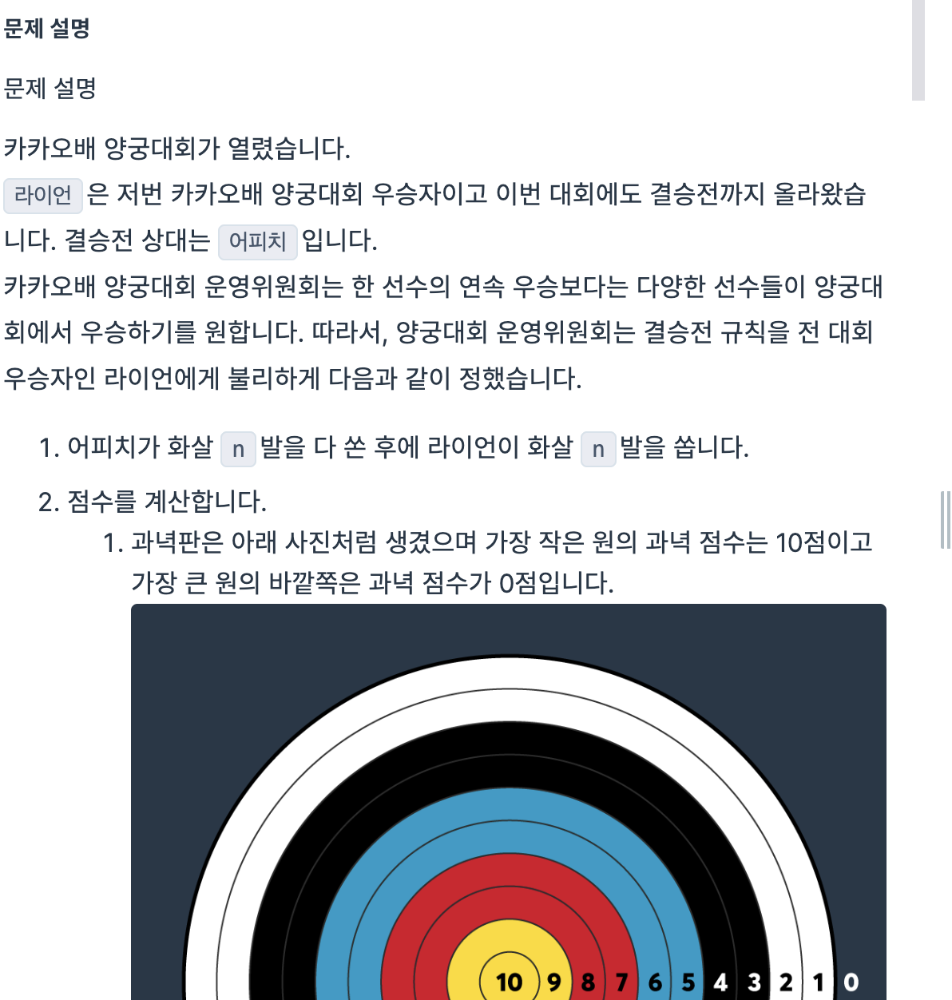 문제 설명
문제 설명
카카오배 양궁대회가 열렸습니다.
라이언은 저번 카카오배 양궁대회 우승자이고 이번 대회에도 결승전까지 올라왔습
니다. 결승전 상대는 어피치입니다.
카카오배 양궁대회 운영위원회는 한 선수의 연속 우승보다는 다양한 선수들이 양궁대
회에서 우승하기를 원합니다. 따라서, 양궁대회 운영위원회는 결승전 규칙을 전 대회
우승자인 라이언에게 불리하게 다음과 같이 정했습니다.
1. 어피치가 화살 n발을 다 쏜 후에 라이언이 화살 n발을 쏩니다.
2. 점수를 계산합니다.
1. 과녁판은 아래 사진처럼 생겼으며 가장 작은 원의 과녁 점수는 10점이고
가장 큰 원의 바깥쪽은 과녁 점수가 0점입니다.
10 9 8 7 6 5 4 3 2 1 0